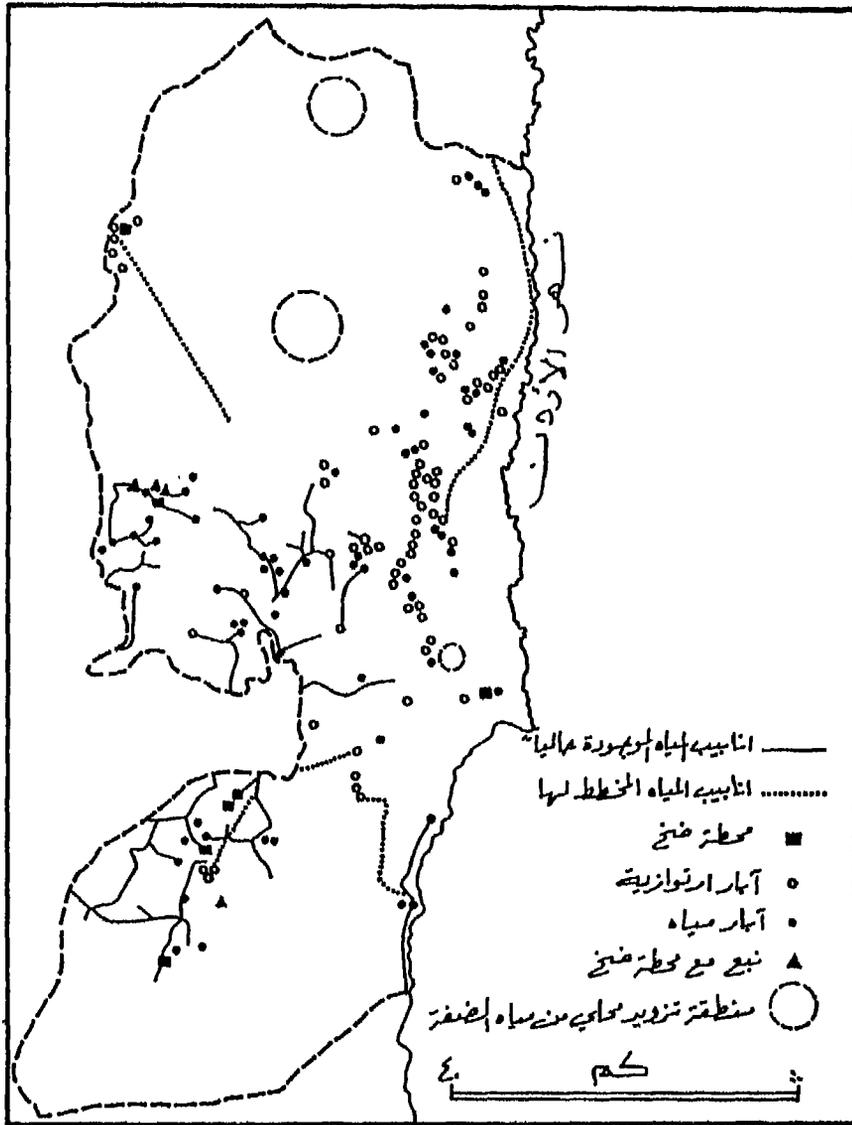 نهر الأردن
انابيب المياه الموجودة حالياً
انابيب المياه المخطط لها
محطة ضخ
آبار ارتوازية
آبار مياه
نبع مع محطة ضخ
منطقة تزويد محلي من مياه الضفة
كم
٤٠